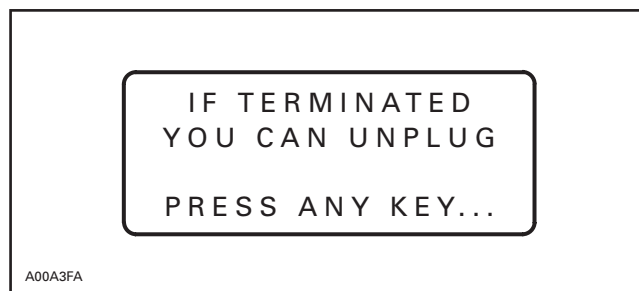 IF TERMINATED
YOU CAN UNPLUG
PRESS ANY KEY...
A00A3FA